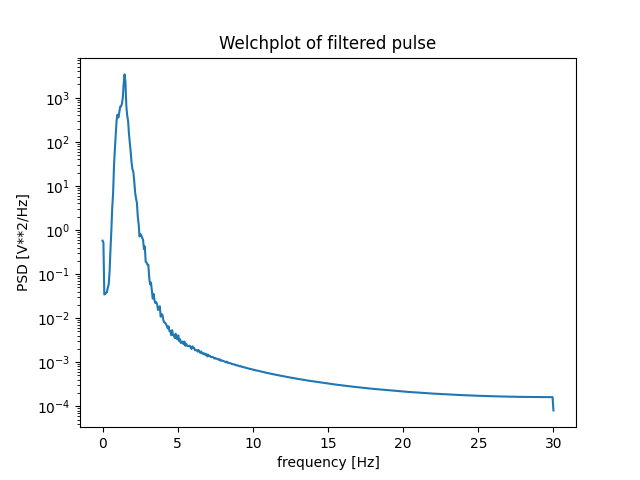 Welchplot of filtered pulse
PSD [V**2/Hz]
10³
10²
10¹
10⁰
10⁻¹
10⁻²
10⁻³
10⁻⁴
0 5 10 15 20 25 30
frequency [Hz]